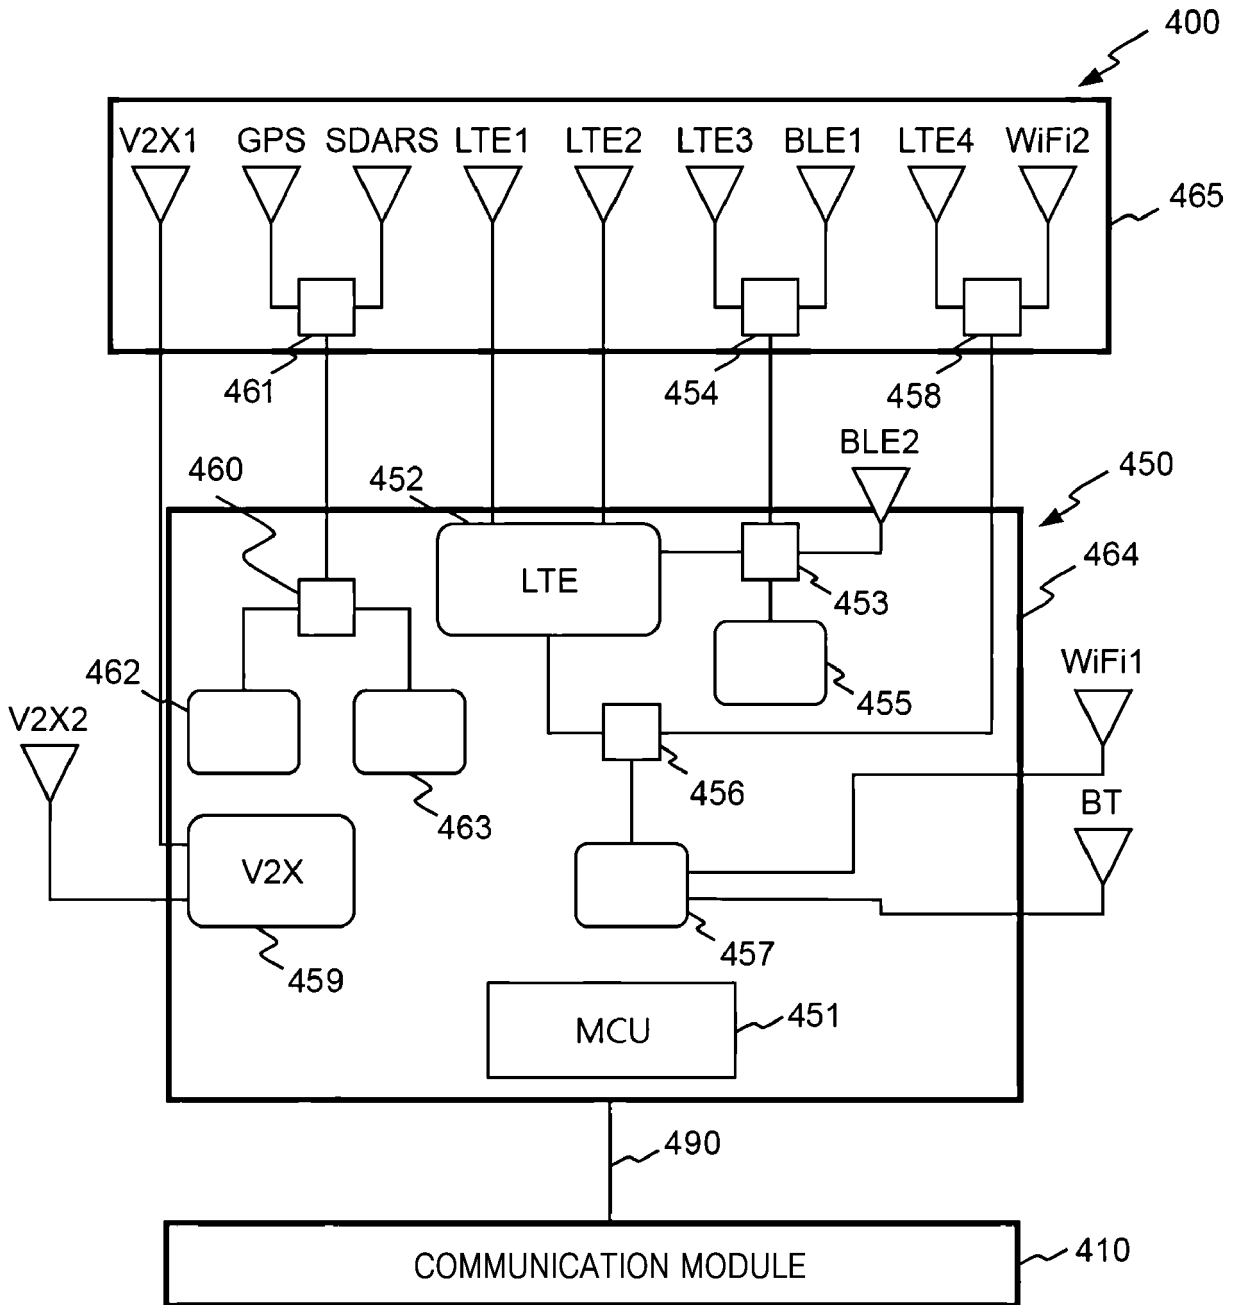 400
V2X1 GPS SDARS LTE1 LTE2 LTE3 BLE1 LTE4 WiFi2
465
461 454 458
BLE2
460 452 450
LTE 464
453
WiFi1
462 455
V2X2
456 BT
463
V2X
457
459
MCU 451
490
COMMUNICATION MODULE 410